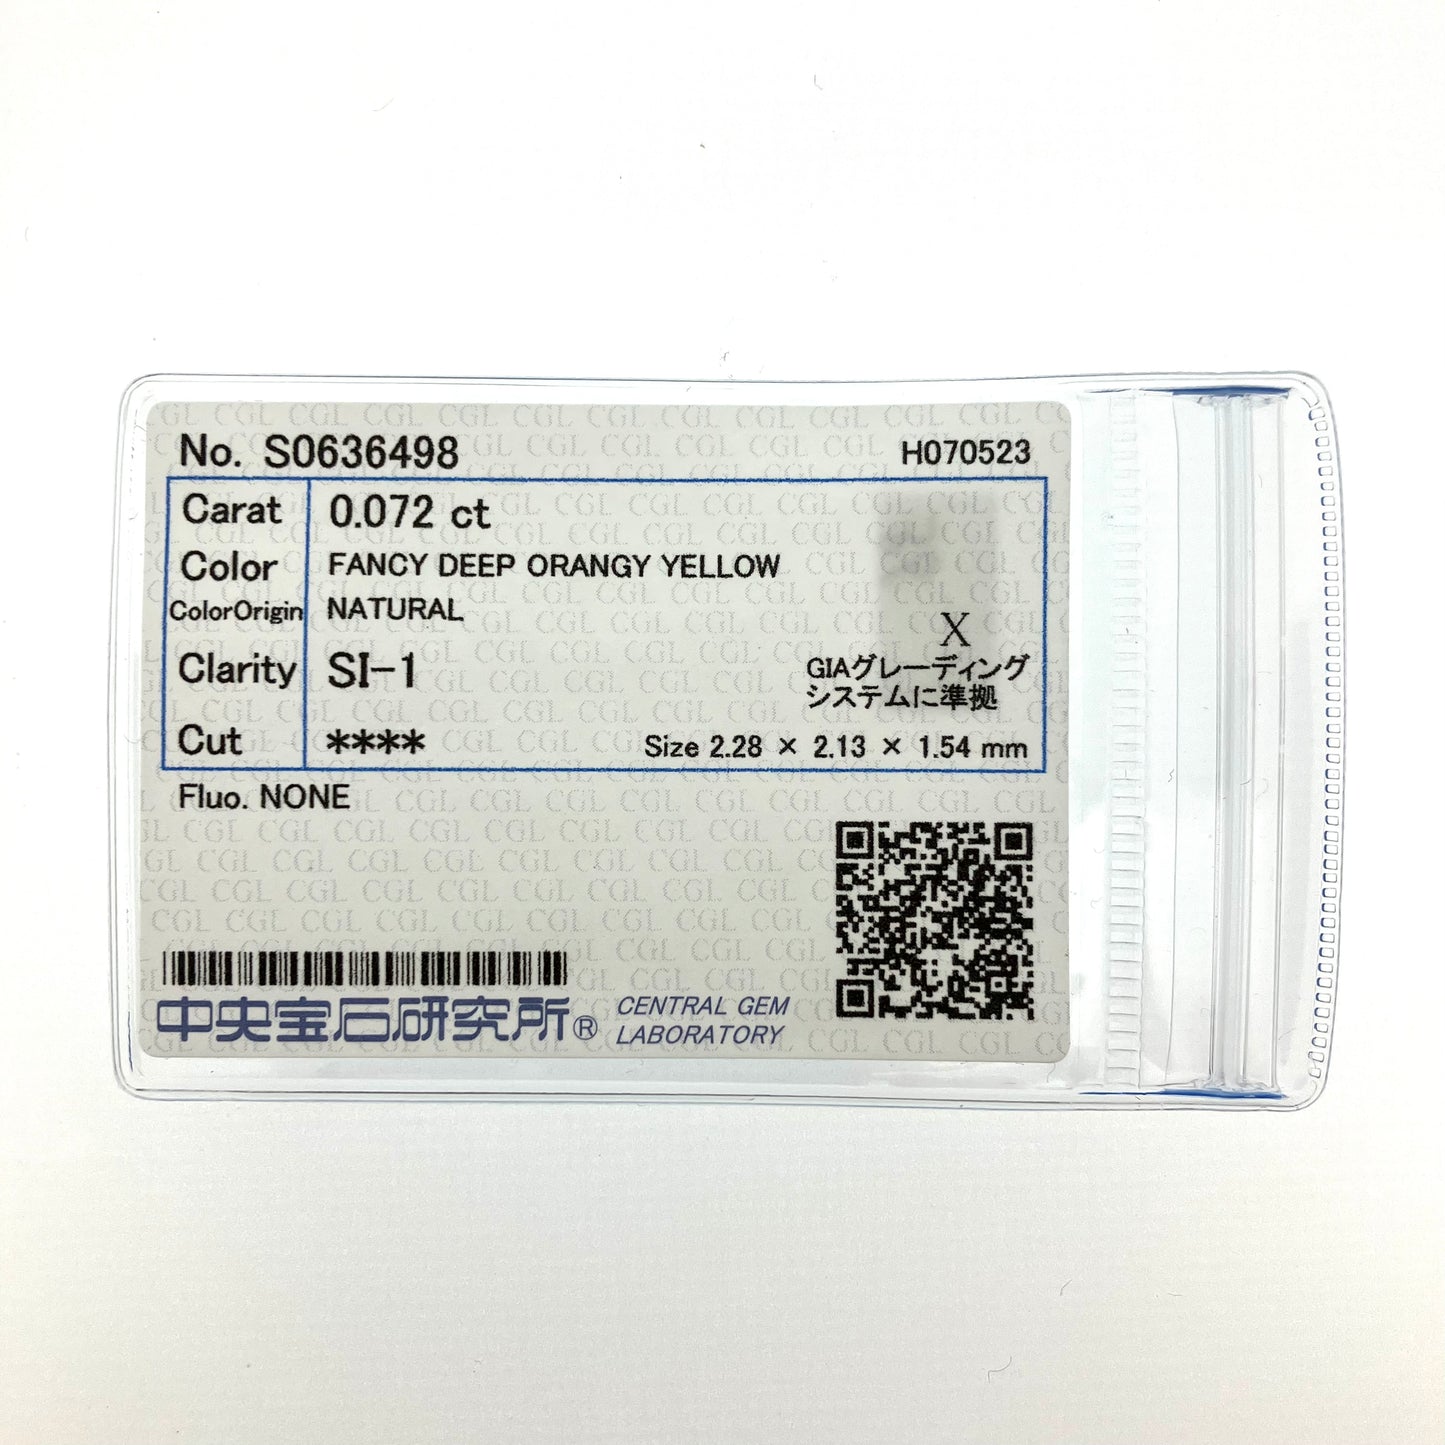 No. S0636498 H070523
Carat 0.072 ct
Color FANCY DEEP ORANGY YELLOW
ColorOrigin NATURAL
X
Clarity SI-1 GIAグレーディング
システムに準拠
Cut **** Size 2.28 × 2.13 × 1.54 mm
Fluo. NONE
中央宝石研究所® CENTRAL GEM
LABORATORY